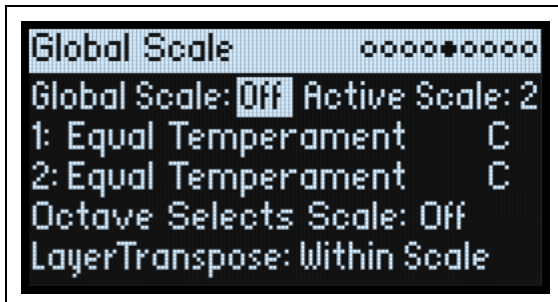 Global Scale
Global Scale: Off Active Scale: 2
1: Equal Temperament C
2: Equal Temperament C
Octave Selects Scale: Off
LayerTranspose: Within Scale